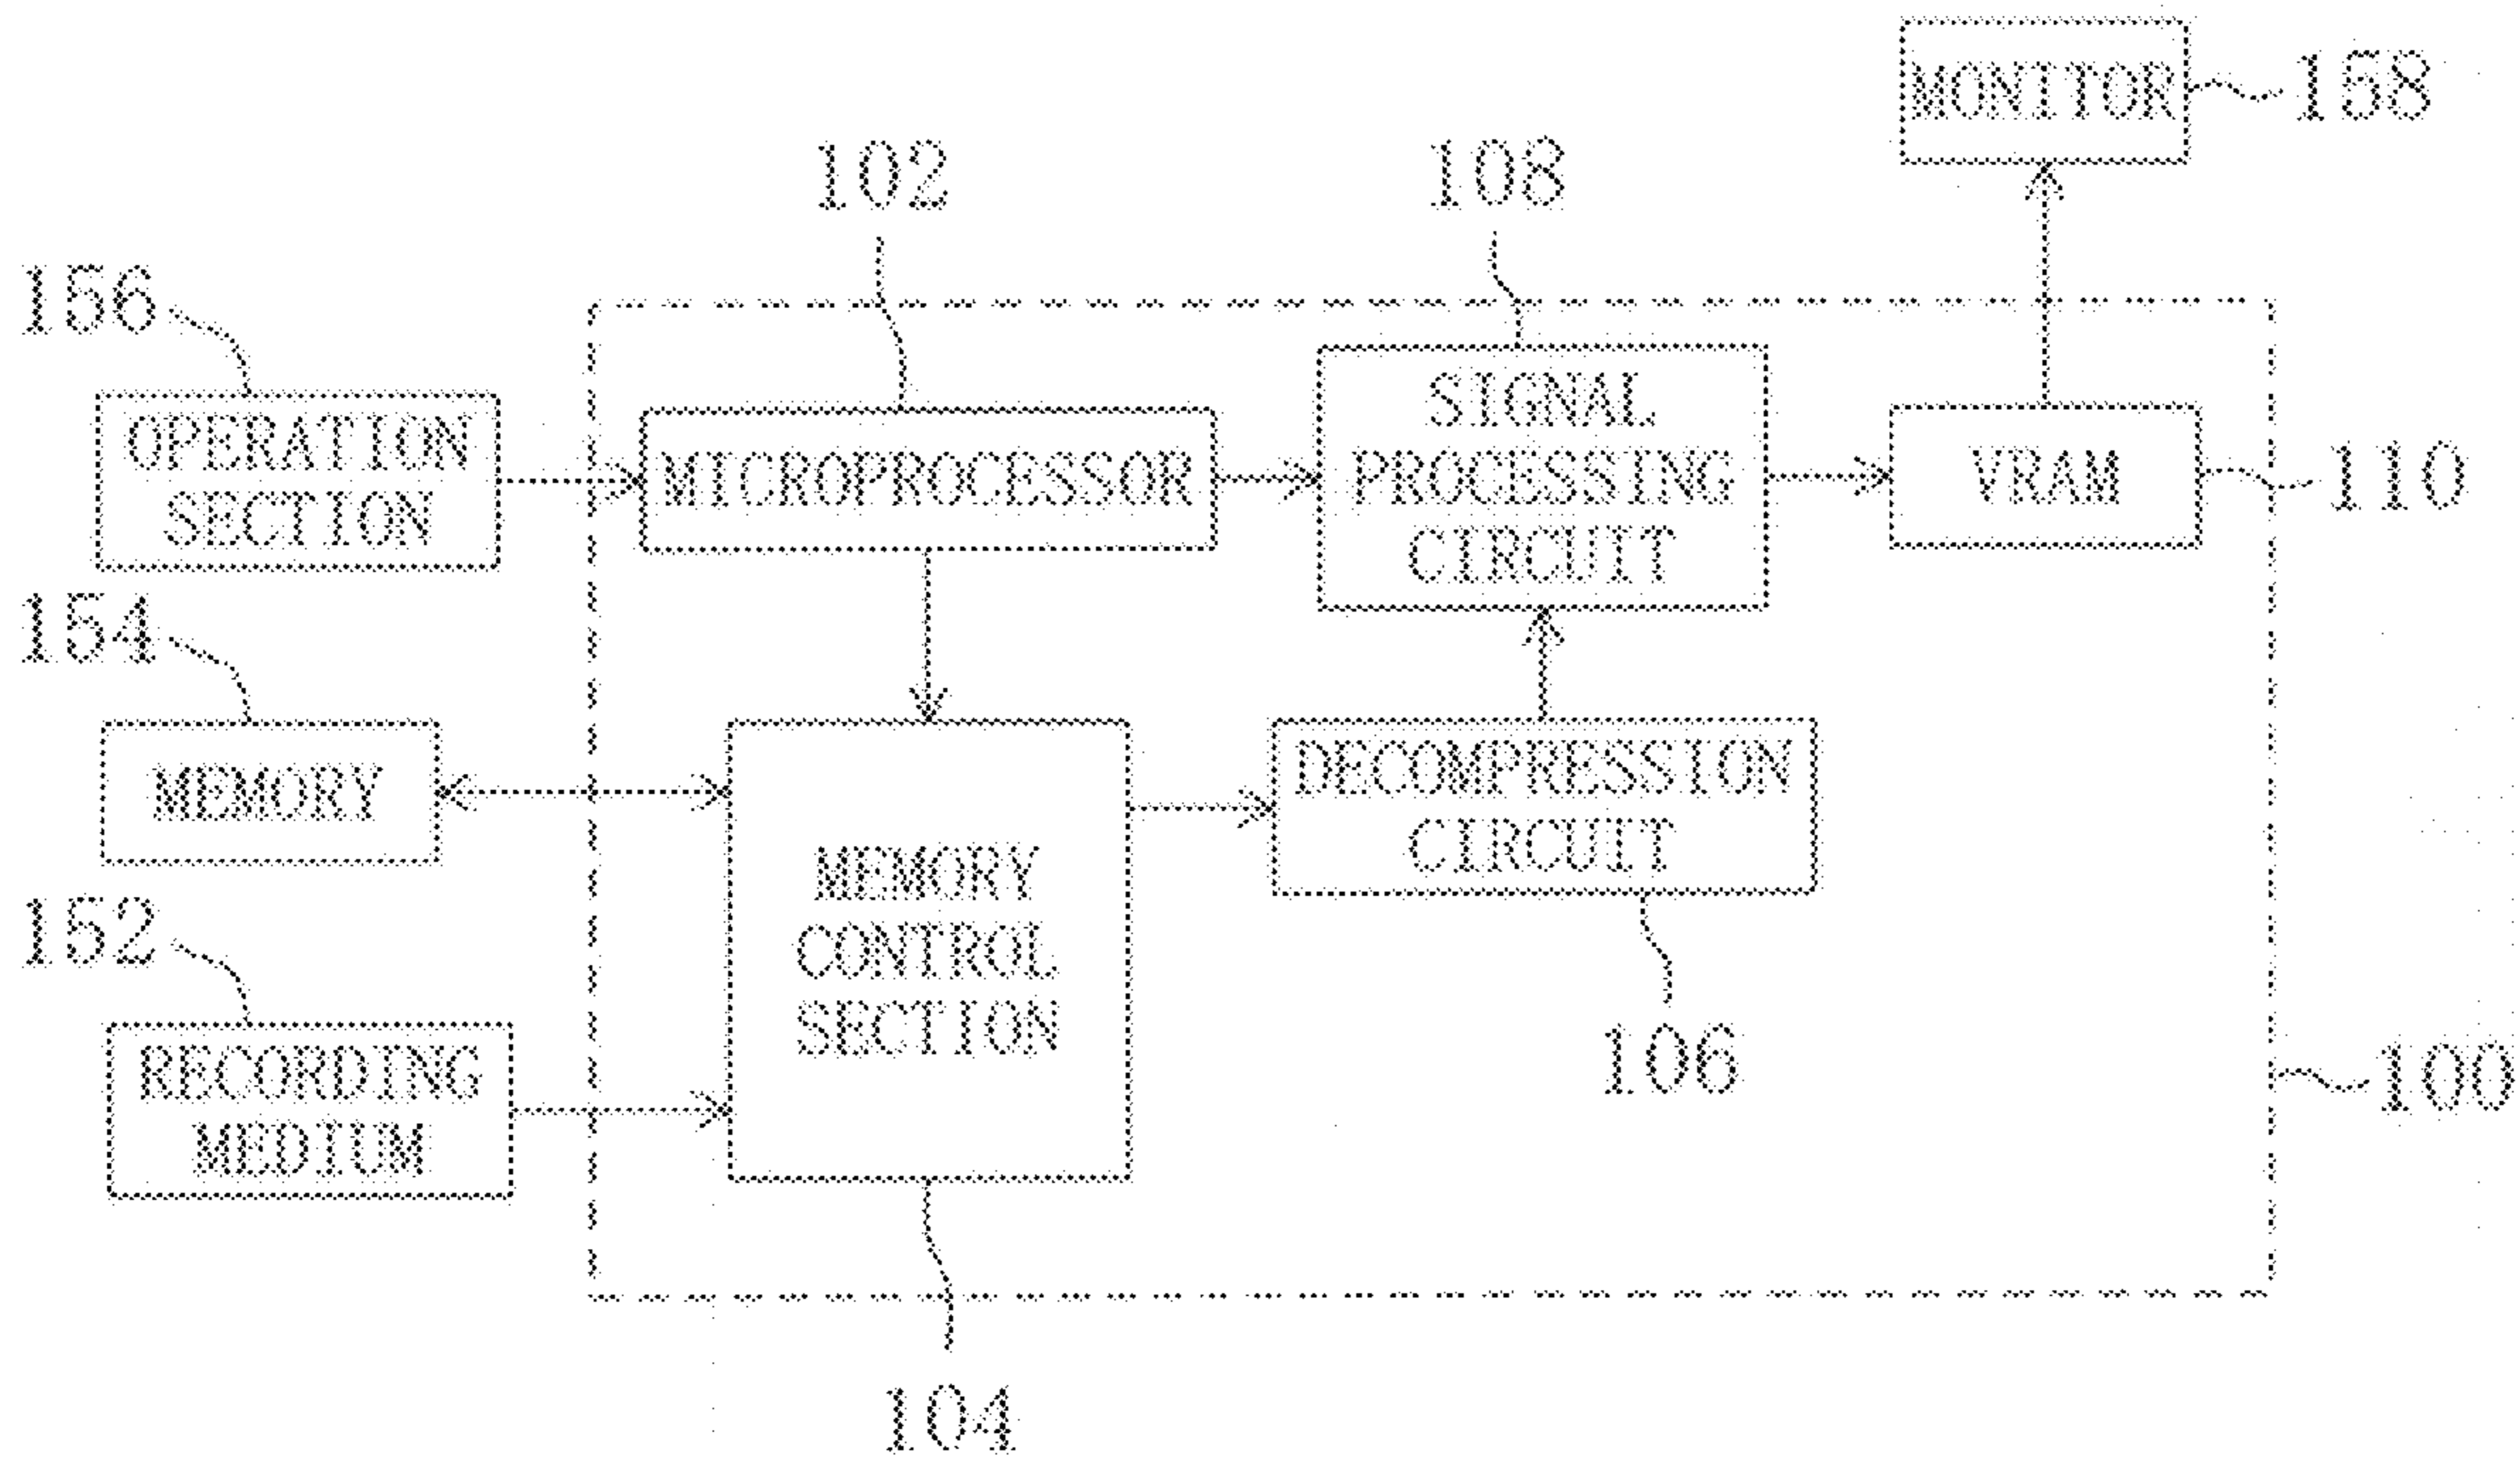 MONITOR
158
102
108
156
OPERATION
SECTION
MICROPROCESSOR
SIGNAL
PROCESSING
CIRCUIT
VRAM
110
154
MEMORY
MEMORY
CONTROL
SECTION
DECOMPRESSION
CIRCUIT
152
RECORDING
MEDIUM
106
100
104